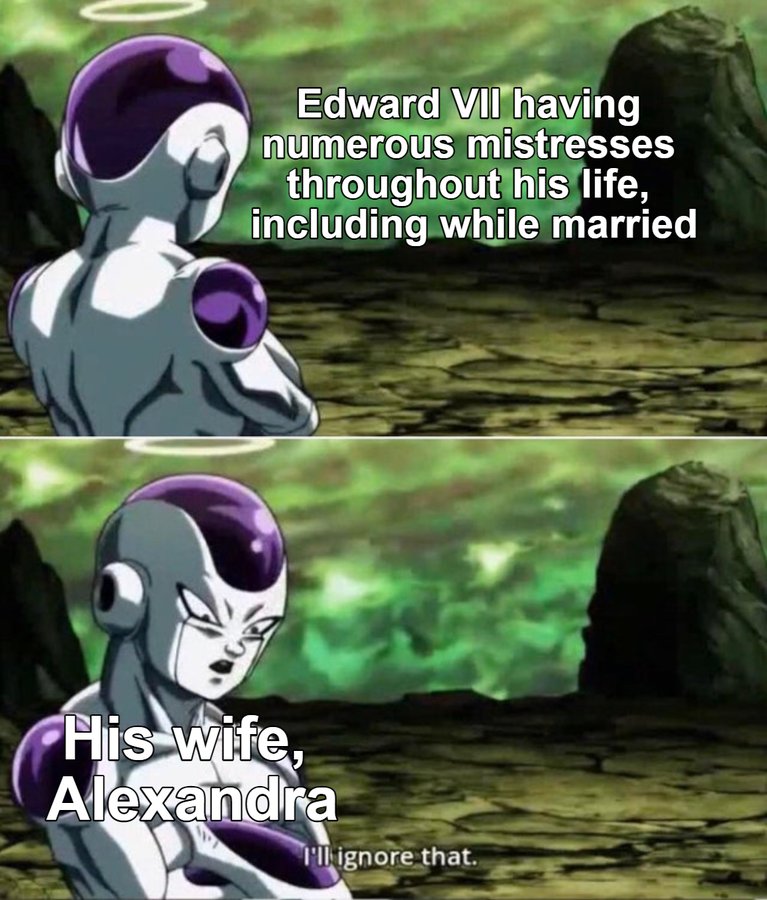 Edward VII having
numerous mistresses
throughout his life,
including while married
His wife,
Alexandra
I'll ignore that.